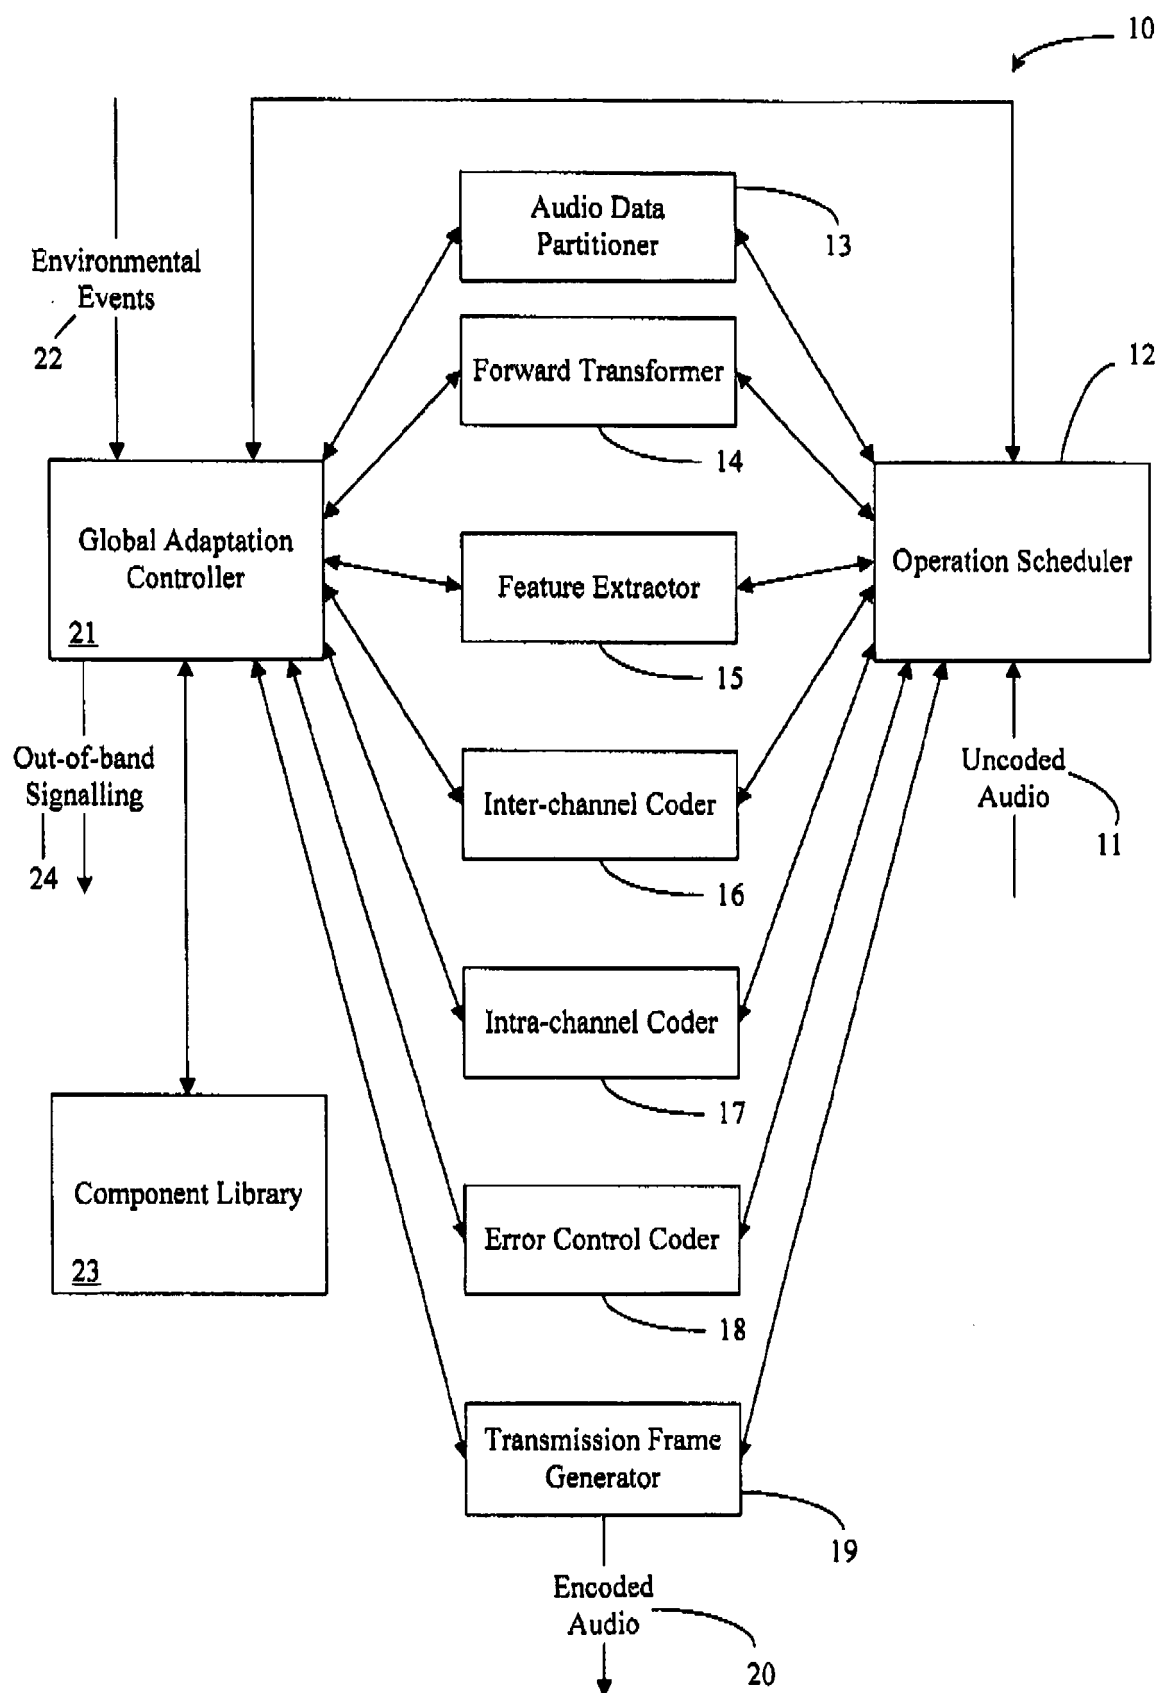 10
Audio Data
Partitioner
13
Environmental
Events
22
Forward Transformer
14
12
Global Adaptation
Controller
21
Feature Extractor
15
Operation Scheduler
Out-of-band
Signalling
24
Inter-channel Coder
16
Uncoded
Audio
11
Intra-channel Coder
17
Component Library
23
Error Control Coder
18
Transmission Frame
Generator
19
Encoded
Audio
20